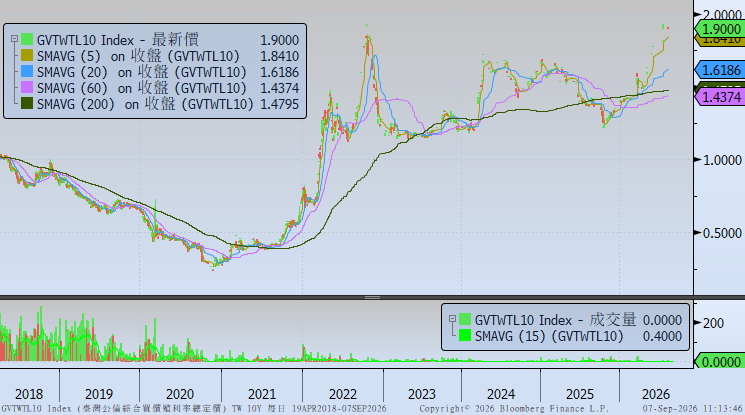 GVTWTL10 Index - 最新價 1.9000
SMAVG (5) on 收盤 (GVTWTL10) 1.8410
SMAVG (20) on 收盤 (GVTWTL10) 1.6186
SMAVG (60) on 收盤 (GVTWTL10) 1.4374
SMAVG (200) on 收盤 (GVTWTL10) 1.4795
2.0000
1.9000
1.8410
1.6186
1.4374
1.0000
0.5000
GVTWTL10 Index - 成交量 0.0000
SMAVG (15) (GVTWTL10) 0.4000
200
0.0000
2018 2019 2020 2021 2022 2023 2024 2025 2026
GVTWTL10 Index (臺灣公債綜合買價殖利率總定價) TW 10Y 每日 19APR2018-07SEP2026 Copyright© 2026 Bloomberg Finance L.P. 07-Sep-2026 11:13:46